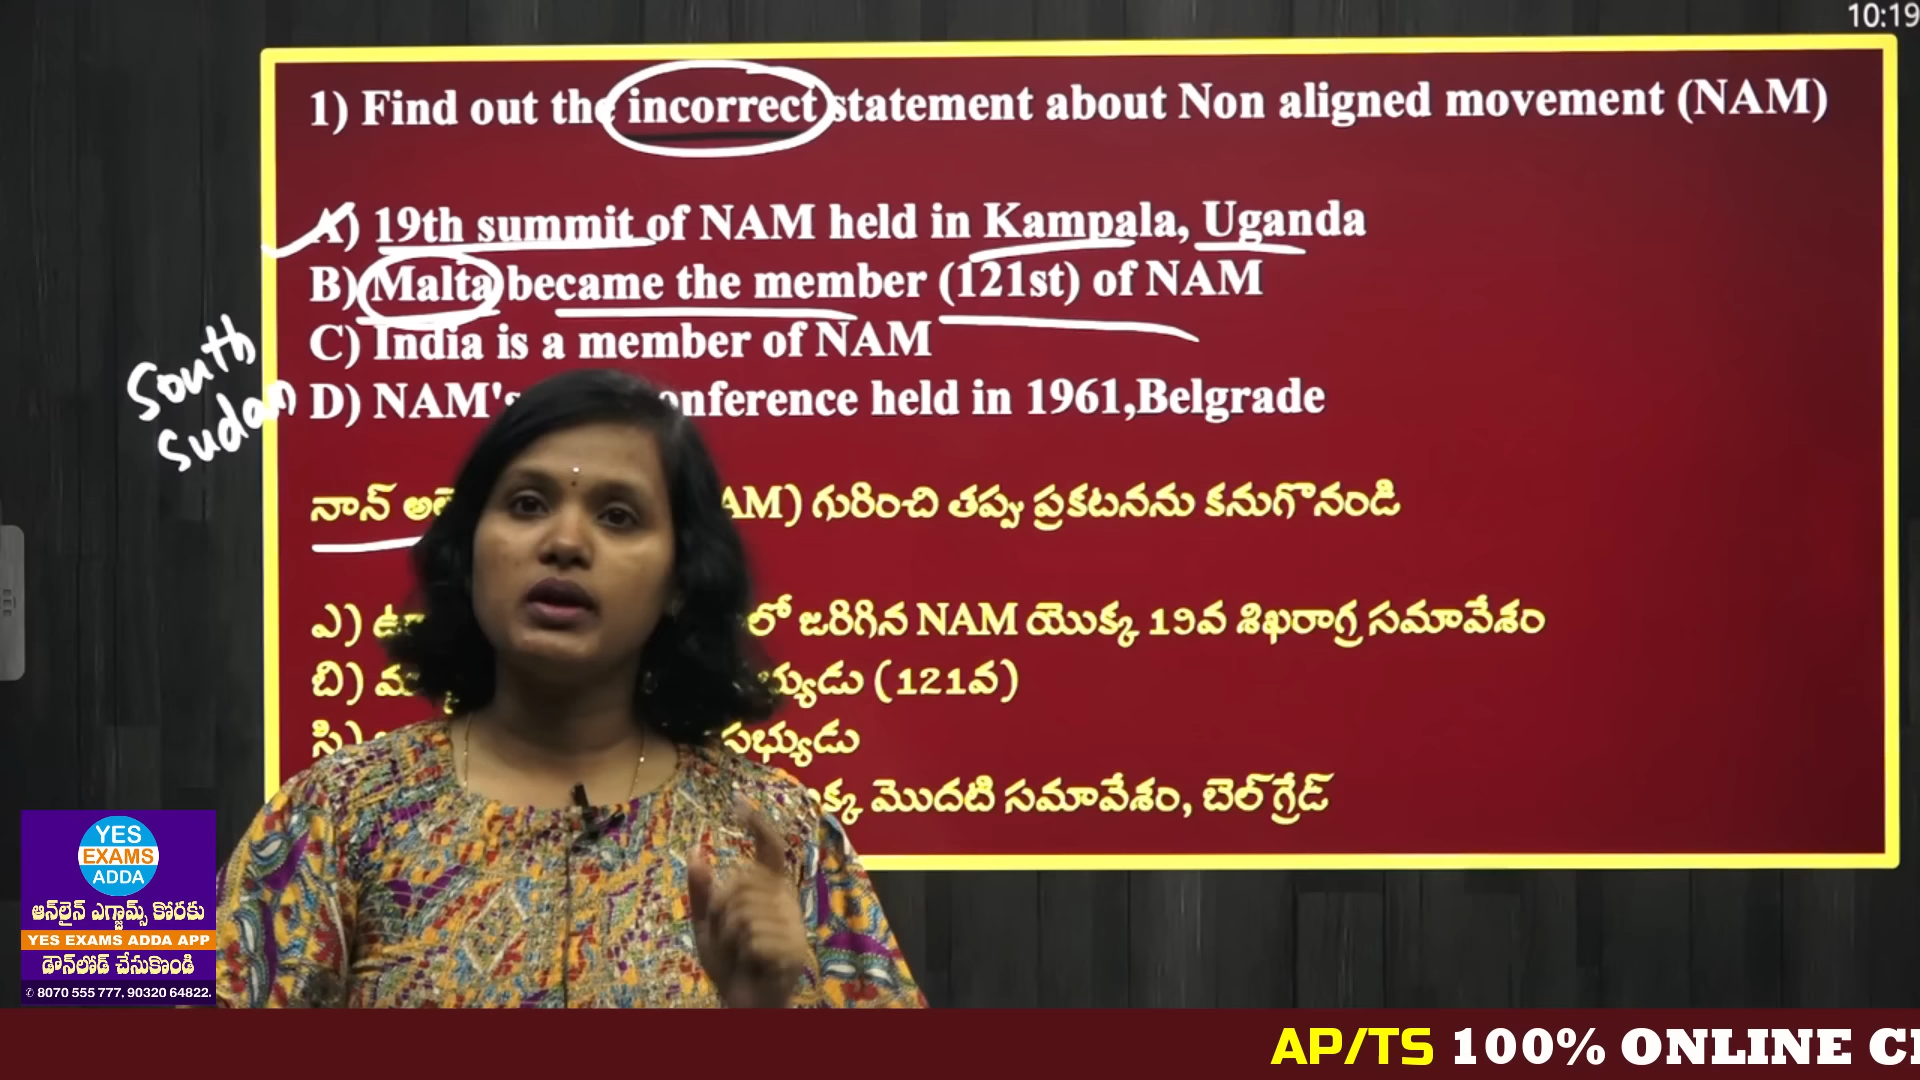 10:19
1) Find out the incorrect statement about Non aligned movement (NAM)
A) 19th summit of NAM held in Kampala, Uganda
B) Malta became the member (121st) of NAM
C) India is a member of NAM
D) NAM's onference held in 1961,Belgrade
South
Sudan
నాన్ AM) గురించి తప్పు ప్రకటనను కనుగొనండి
ఎ) లో జరిగిన NAM యొక్క 19వ శిఖరాగ్ర సమావేశం
బి) (121వ)
సి) సభ్యుడు
మొదటి సమావేశం, బెల్‌గ్రేడ్
YES
EXAMS
ADDA
ఆన్‌లైన్ ఎగ్జామ్స్ కొరకు
YES EXAMS ADDA APP
డౌన్‌లోడ్ చేసుకొండి
✆ 8070 555 777, 90320 64822.
AP/TS 100% ONLINE